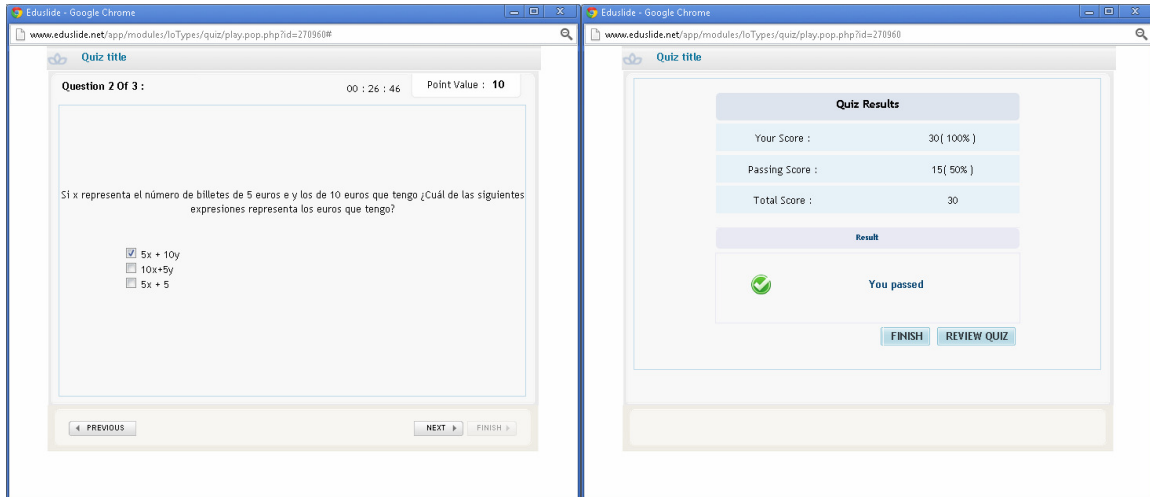 Eduslide - Google Chrome
www.eduslide.net/app/modules/loTypes/quiz/play.pop.php?id=270960#
Quiz title
Question 2 Of 3 :
00 : 26 : 46
Point Value : 10
Si x representa el número de billetes de 5 euros e y los de 10 euros que tengo ¿Cuál de las siguientes
expresiones representa los euros que tengo?
5x + 10y
10x+5y
5x + 5
PREVIOUS
NEXT
FINISH
Eduslide - Google Chrome
www.eduslide.net/app/modules/loTypes/quiz/play.pop.php?id=270960
Quiz title
Quiz Results
Your Score : 30( 100% )
Passing Score : 15( 50% )
Total Score : 30
Result
You passed
FINISH
REVIEW QUIZ